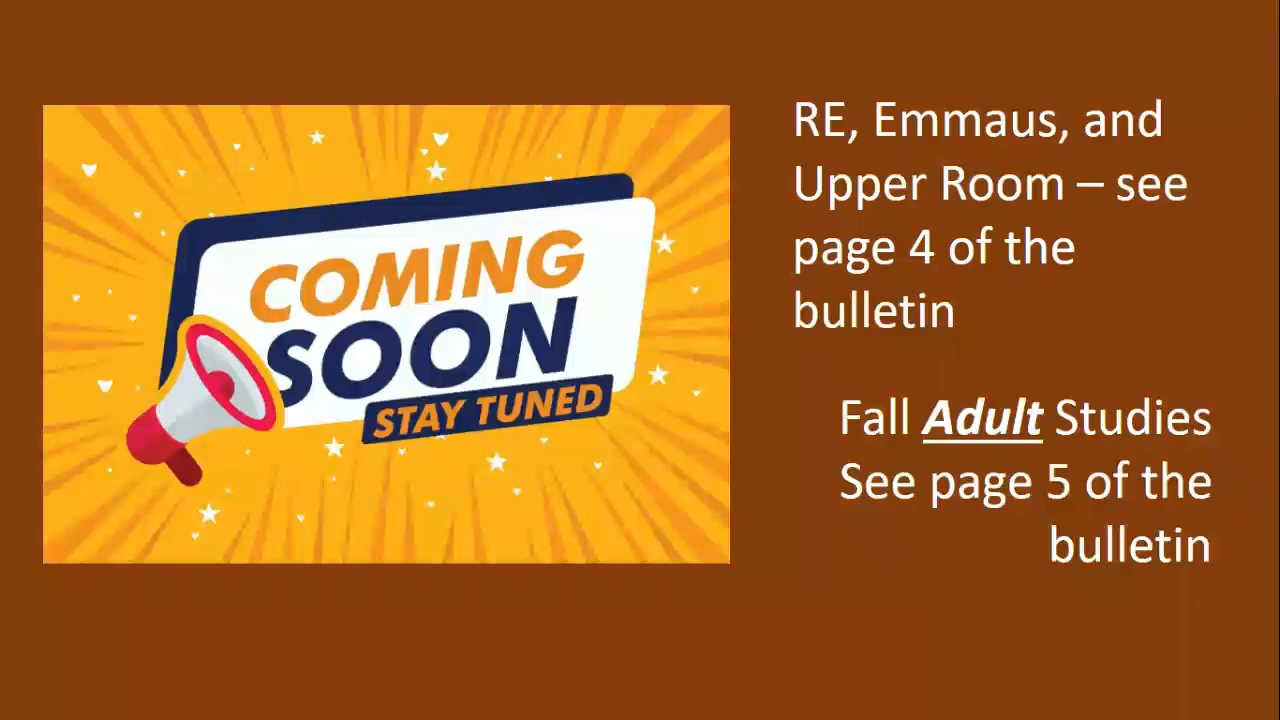 COMING
SOON
STAY TUNED
RE, Emmaus, and
Upper Room – see
page 4 of the
bulletin
Fall Adult Studies
See page 5 of the
bulletin